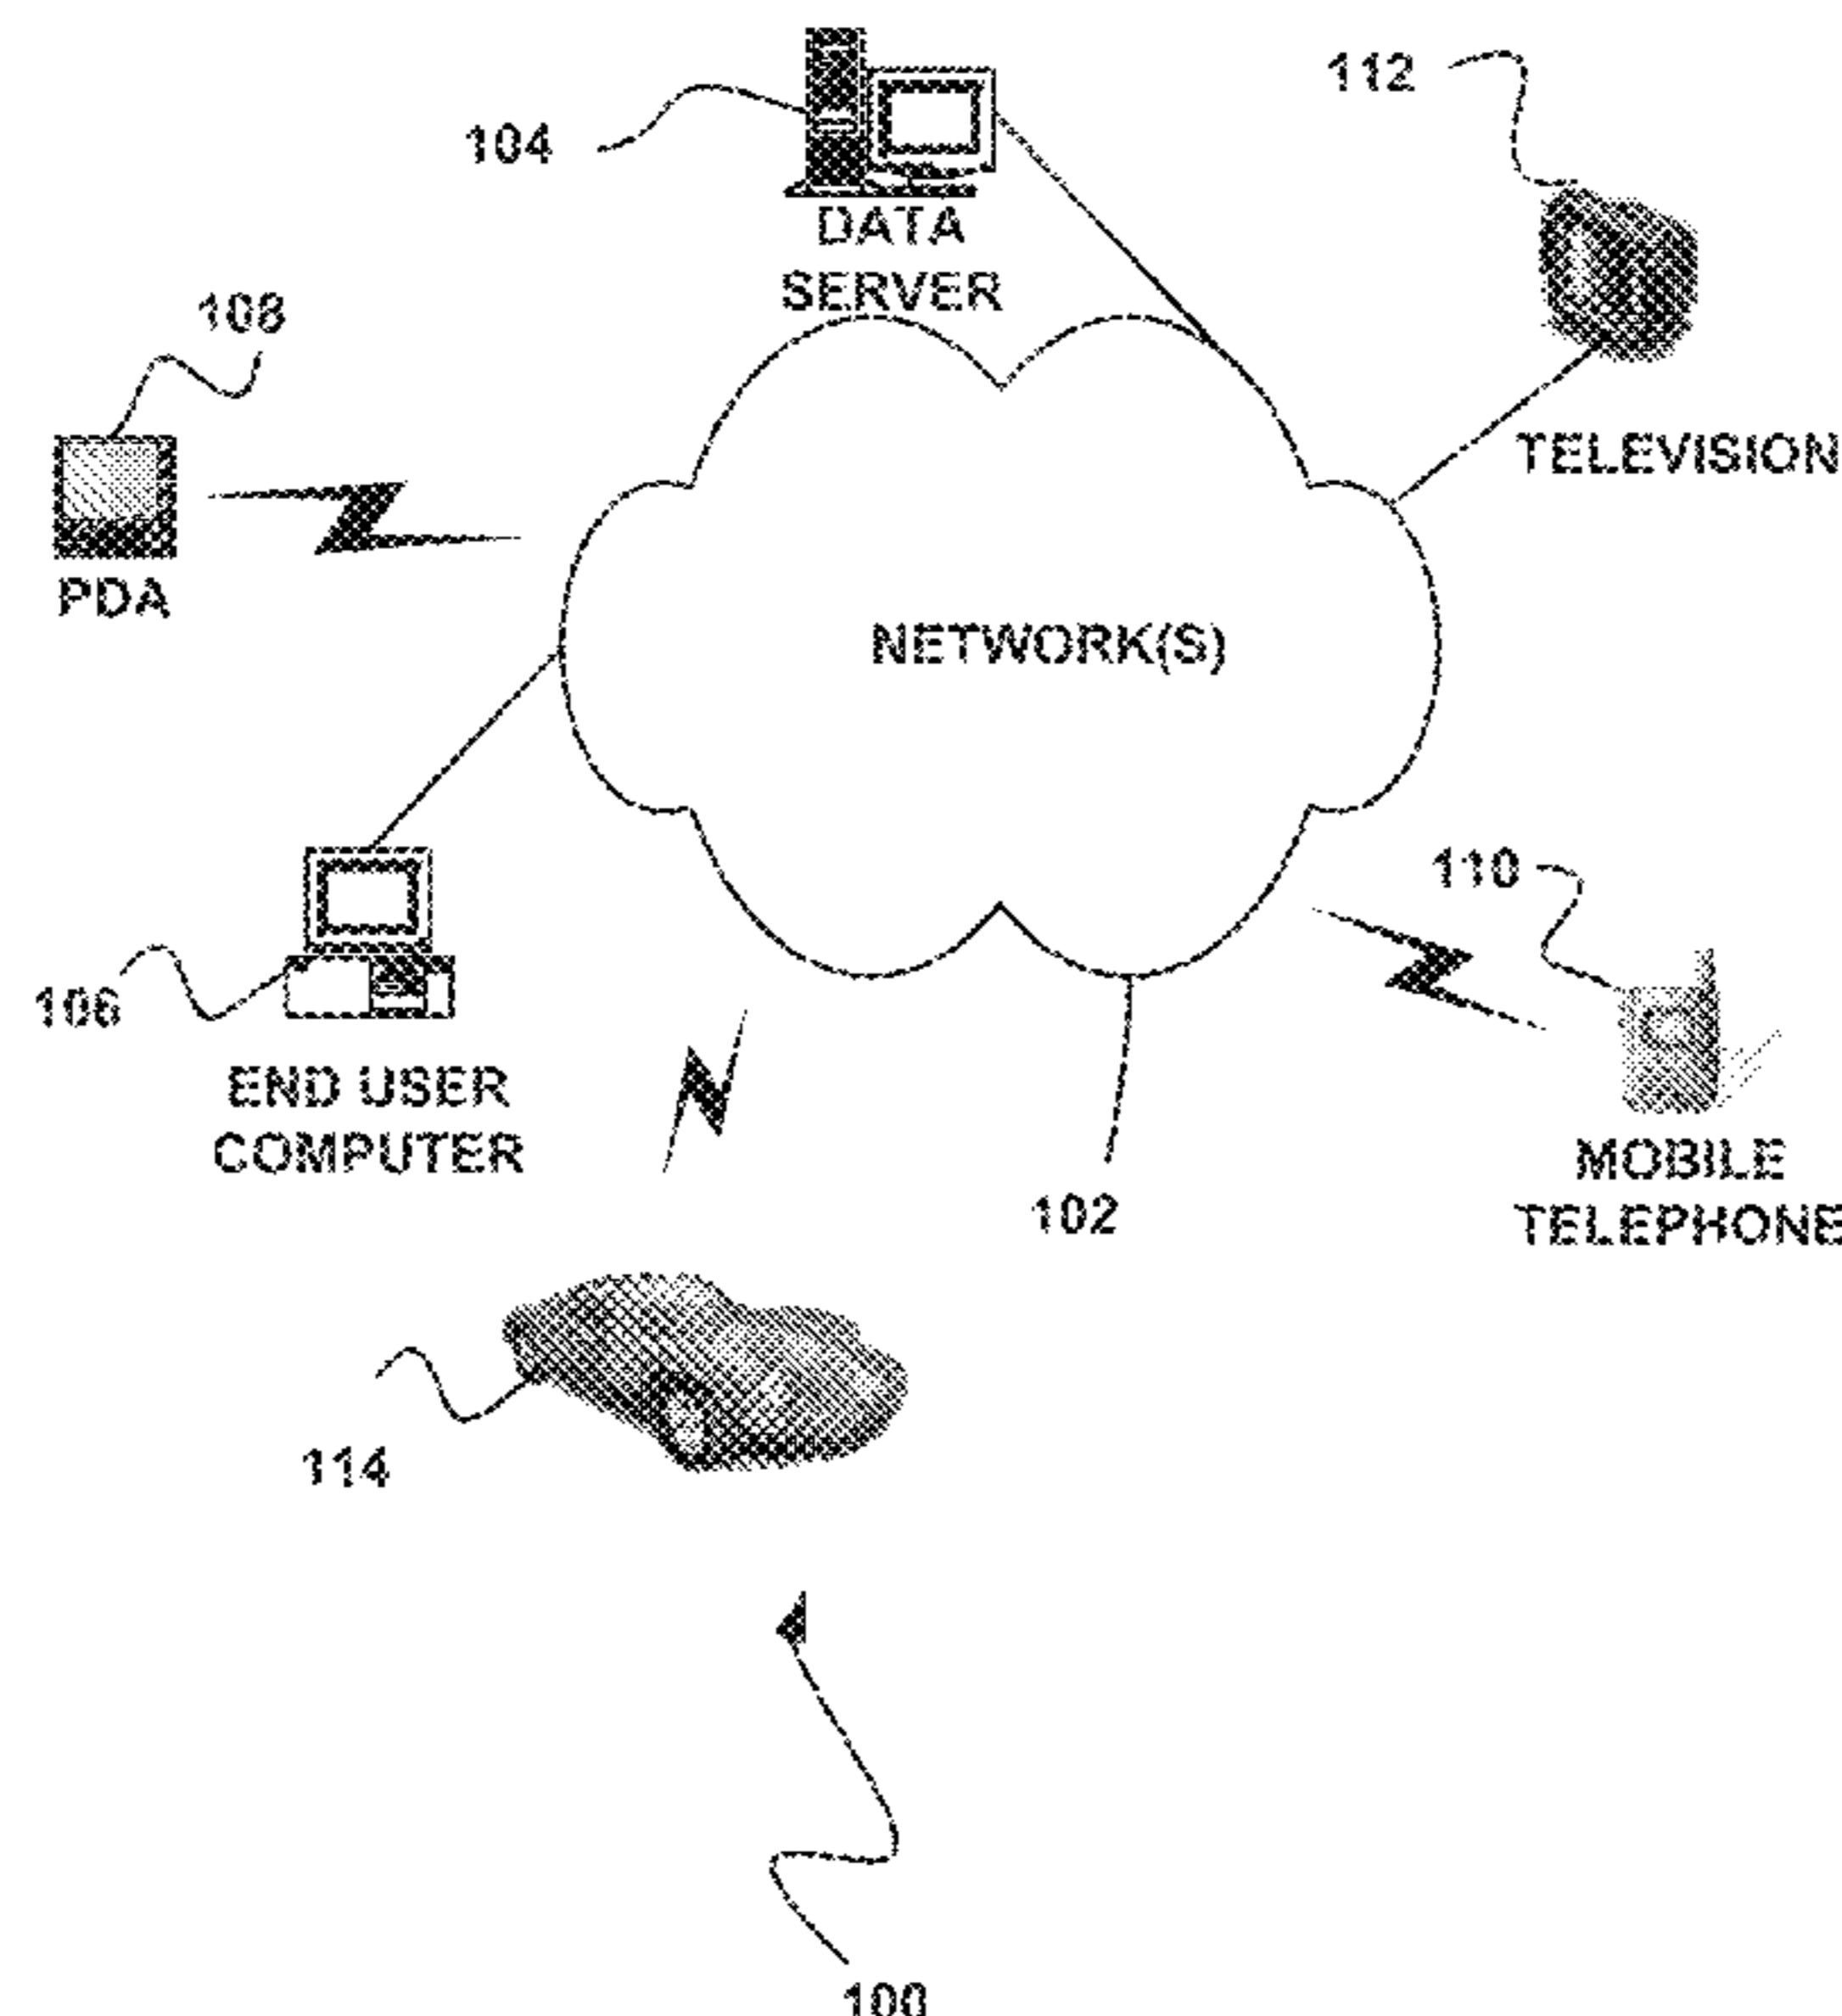 112
104
DATA
SERVER
108
TELEVISION
PDA
NETWORK(S)
110
106
END USER
COMPUTER
MOBILE
TELEPHONE
102
114
100